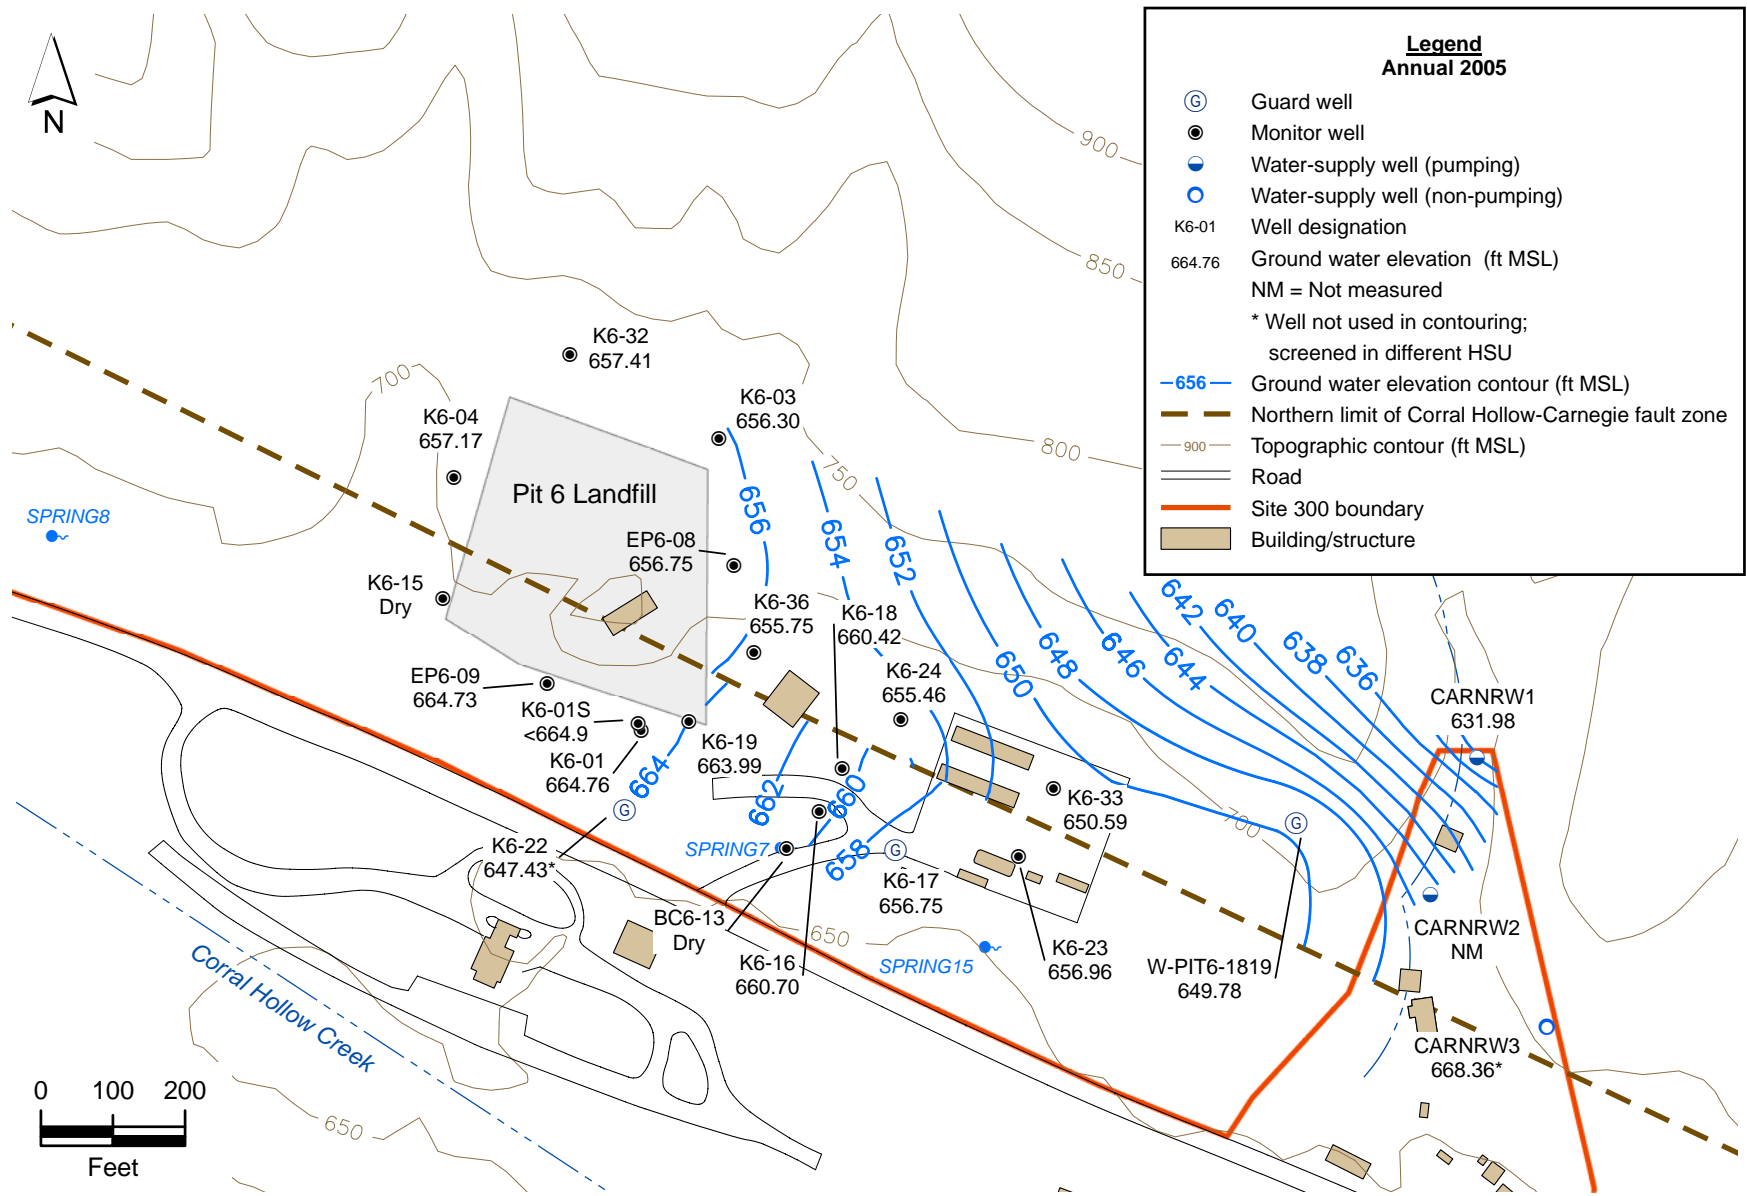 Legend
Annual 2005
G
Guard well
Monitor well
Water-supply well (pumping)
Water-supply well (non-pumping)
K6-01
Well designation
664.76
Ground water elevation (ft MSL)
NM = Not measured
* Well not used in contouring;
screened in different HSU
656
Ground water elevation contour (ft MSL)
Northern limit of Corral Hollow-Carnegie fault zone
900
Topographic contour (ft MSL)
Road
Site 300 boundary
Building/structure
N
900
850
800
750
700
K6-32
657.41
K6-03
656.30
K6-04
657.17
Pit 6 Landfill
SPRING8
EP6-08
656.75
K6-15
Dry
K6-36
655.75
K6-18
660.42
EP6-09
664.73
K6-24
655.46
K6-01S
<664.9
K6-01
664.76
K6-19
663.99
656
654
652
650
648
646
644
642
640
638
636
664
662
660
658
CARNRW1
631.98
K6-33
650.59
700
G
G
G
K6-22
647.43*
SPRING7
K6-17
656.75
BC6-13
Dry
650
K6-16
660.70
SPRING15
K6-23
656.96
W-PIT6-1819
649.78
CARNRW2
NM
CARNRW3
668.36*
Corral Hollow Creek
650
0 100 200
Feet